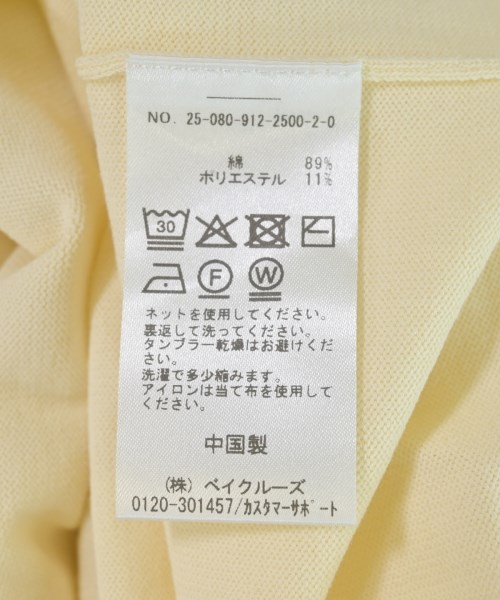 NO. 25-080-912-2500-2-0
綿 89%
ポリエステル 11%
30
F W
ネットを使用してください。
裏返して洗ってください。
タンブラー乾燥はお避けくだ
さい。
洗濯で多少縮みます。
アイロンは当て布を使用して
ください。
中国製
(株) ベイクルーズ
0120-301457/カスタマーサポート